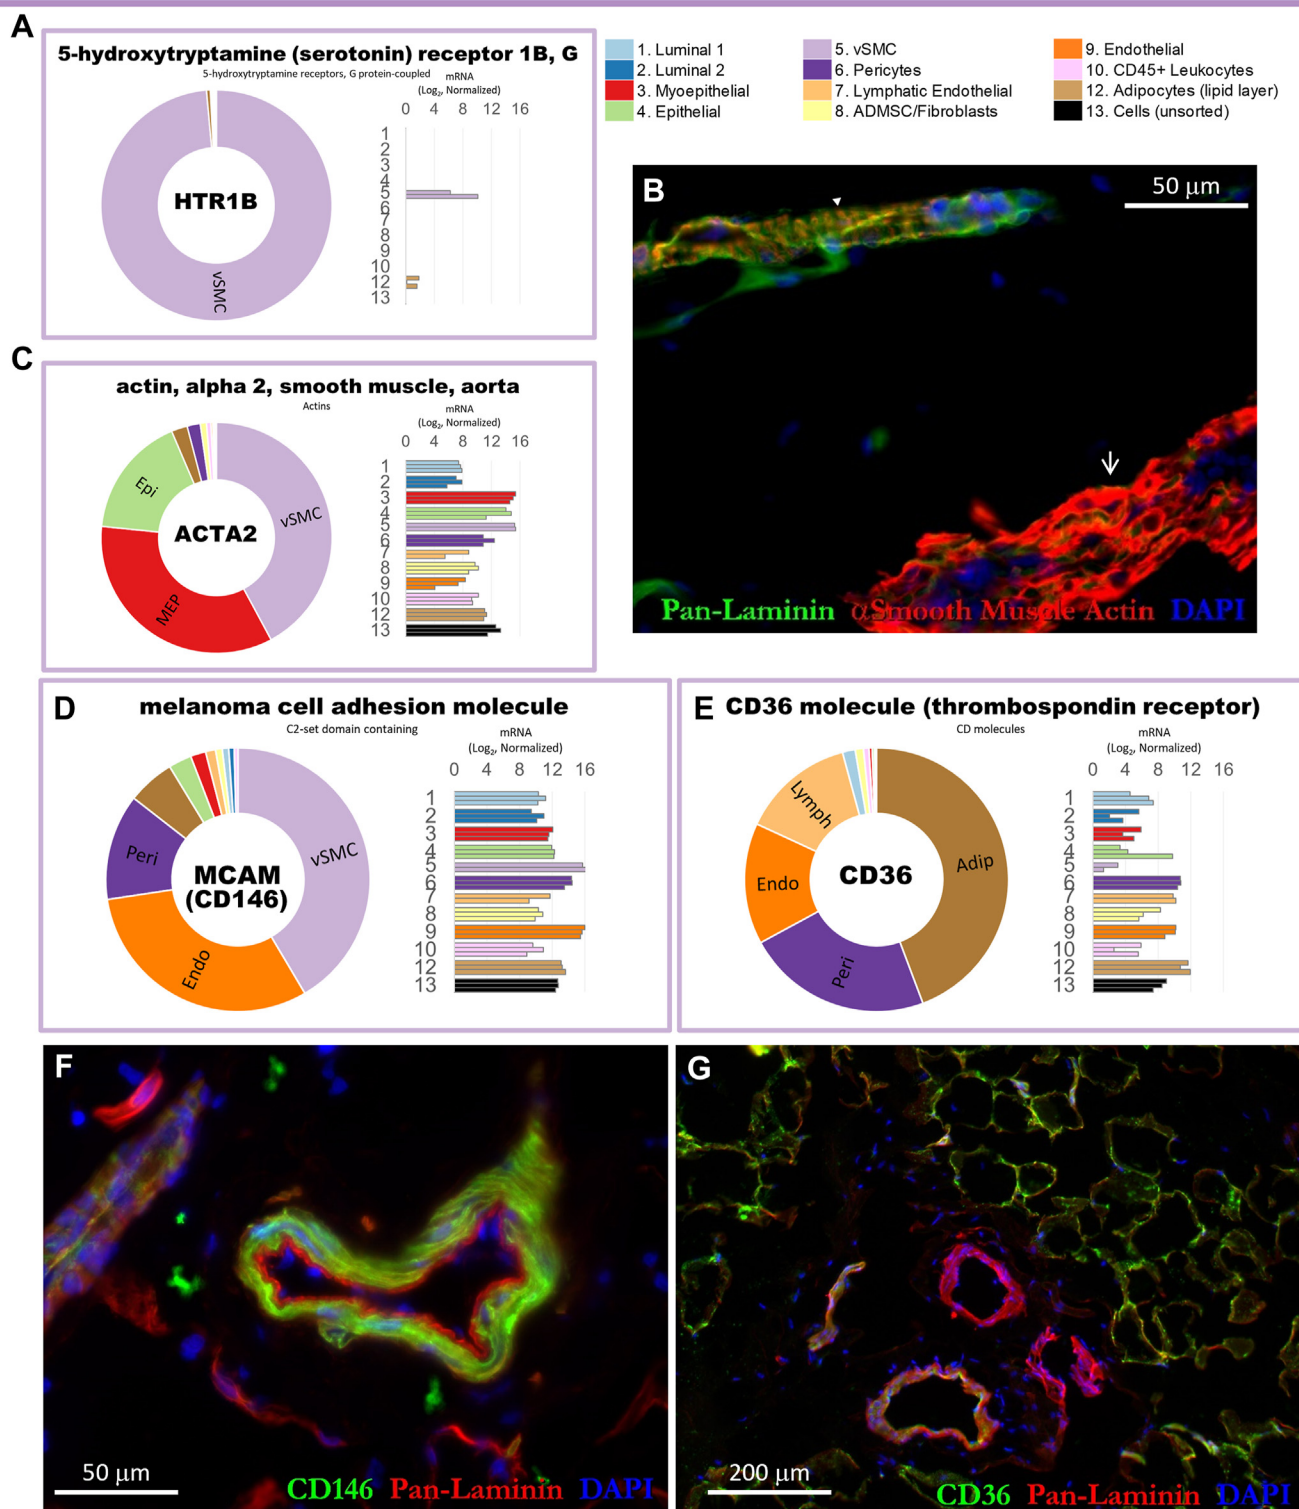 A
5-hydroxytryptamine (serotonin) receptor 1B, G
5-hydroxytryptamine receptors, G protein-coupled
mRNA
(Log₂, Normalized)
0 4 8 12 16
1
2
3
4
5
6
7
8
9
10
12
13
HTR1B
vSMC
1. Luminal 1
2. Luminal 2
3. Myoepithelial
4. Epithelial
5. vSMC
6. Pericytes
7. Lymphatic Endothelial
8. ADMSC/Fibroblasts
9. Endothelial
10. CD45+ Leukocytes
12. Adipocytes (lipid layer)
13. Cells (unsorted)
B
50 µm
Pan-Laminin αSmooth Muscle Actin DAPI
C
actin, alpha 2, smooth muscle, aorta
Actins
mRNA
(Log₂, Normalized)
0 4 8 12 16
1
2
3
4
5
6
7
8
9
10
12
13
ACTA2
vSMC
MEP
Epi
D
melanoma cell adhesion molecule
C2-set domain containing
mRNA
(Log₂, Normalized)
0 4 8 12 16
1
2
3
4
5
6
7
8
9
10
12
13
MCAM
(CD146)
vSMC
Endo
Peri
E
CD36 molecule (thrombospondin receptor)
CD molecules
mRNA
(Log₂, Normalized)
0 4 8 12 16
1
2
3
4
5
6
7
8
9
10
12
13
CD36
Adip
Peri
Endo
Lymph
F
50 µm
CD146 Pan-Laminin DAPI
G
200 µm
CD36 Pan-Laminin DAPI